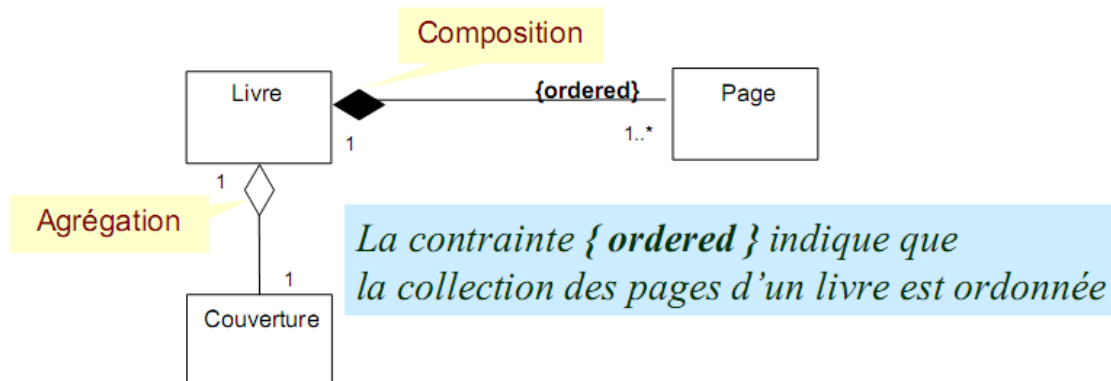 Composition
Livre
{ordered}
Page
1
1..*
1
Agrégation
La contrainte { ordered } indique que
la collection des pages d’un livre est ordonnée
1
Couverture